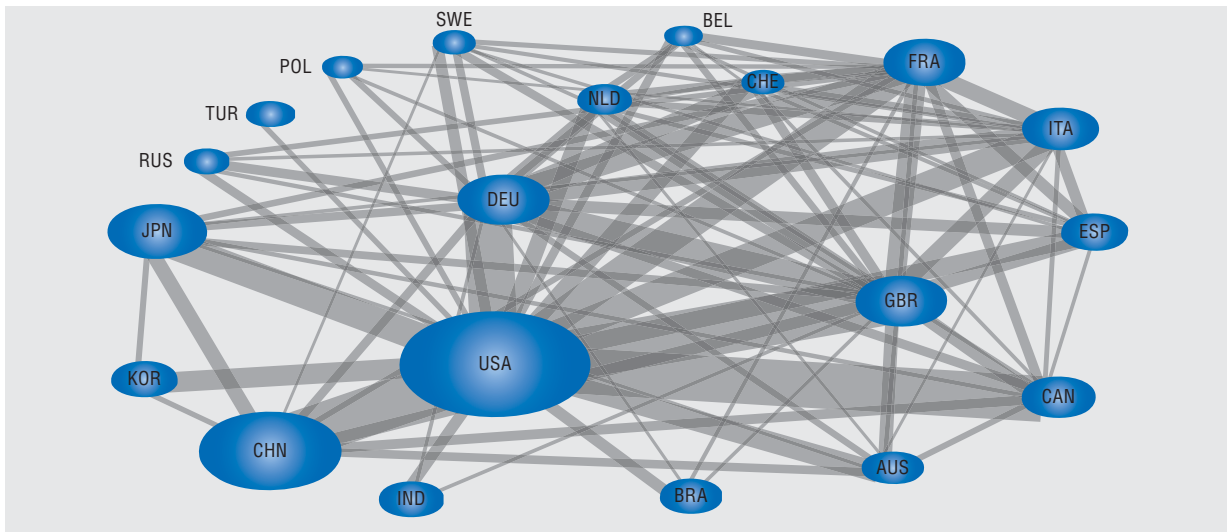 SWE
BEL
POL
FRA
CHE
NLD
TUR
ITA
RUS
DEU
JPN
ESP
GBR
USA
KOR
CAN
CHN
AUS
IND
BRA